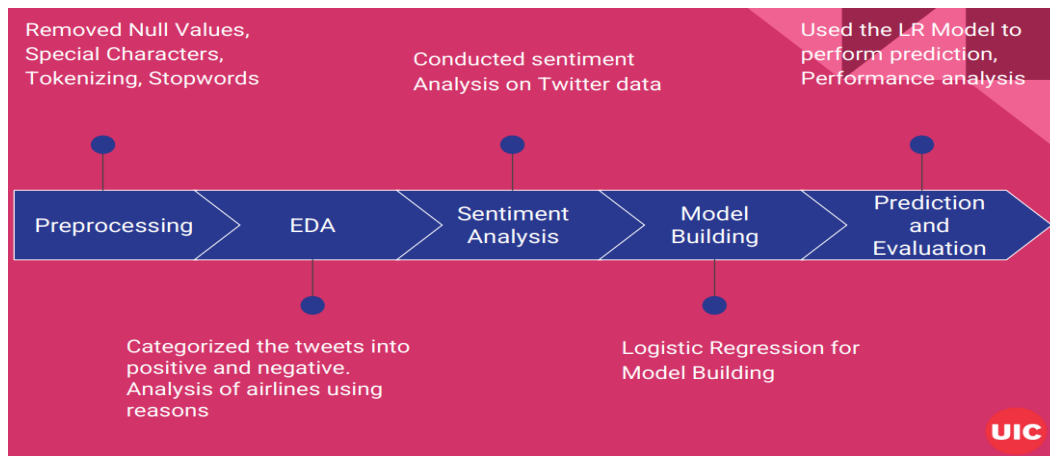 Removed Null Values,
Special Characters,
Tokenizing, Stopwords
Conducted sentiment
Analysis on Twitter data
Used the LR Model to
perform prediction,
Performance analysis
Preprocessing
EDA
Sentiment
Analysis
Model
Building
Prediction
and
Evaluation
Categorized the tweets into
positive and negative.
Analysis of airlines using
reasons
Logistic Regression for
Model Building
UIC